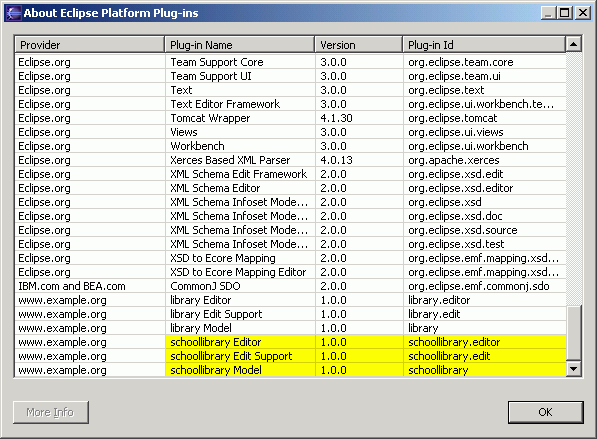 About Eclipse Platform Plug-ins
Provider Plug-in Name Version Plug-in Id
Eclipse.org Team Support Core 3.0.0 org.eclipse.team.core
Eclipse.org Team Support UI 3.0.0 org.eclipse.team.ui
Eclipse.org Text 3.0.0 org.eclipse.text
Eclipse.org Text Editor Framework 3.0.0 org.eclipse.ui.workbench.te...
Eclipse.org Tomcat Wrapper 4.1.30 org.eclipse.tomcat
Eclipse.org Views 3.0.0 org.eclipse.ui.views
Eclipse.org Workbench 3.0.0 org.eclipse.ui.workbench
Eclipse.org Xerces Based XML Parser 4.0.13 org.apache.xerces
Eclipse.org XML Schema Edit Framework 2.0.0 org.eclipse.xsd.edit
Eclipse.org XML Schema Editor 2.0.0 org.eclipse.xsd.editor
Eclipse.org XML Schema Infoset Mode... 2.0.0 org.eclipse.xsd
Eclipse.org XML Schema Infoset Mode... 2.0.0 org.eclipse.xsd.doc
Eclipse.org XML Schema Infoset Mode... 2.0.0 org.eclipse.xsd.source
Eclipse.org XML Schema Infoset Mode... 2.0.0 org.eclipse.xsd.test
Eclipse.org XSD to Ecore Mapping 2.0.0 org.eclipse.emf.mapping.xsd...
Eclipse.org XSD to Ecore Mapping Editor 2.0.0 org.eclipse.emf.mapping.xsd...
IBM.com and BEA.com CommonJ SDO 2.0.0 org.eclipse.emf.commonj.sdo
www.example.org library Editor 1.0.0 library.editor
www.example.org library Edit Support 1.0.0 library.edit
www.example.org library Model 1.0.0 library
www.example.org schoollibrary Editor 1.0.0 schoollibrary.editor
www.example.org schoollibrary Edit Support 1.0.0 schoollibrary.edit
www.example.org schoollibrary Model 1.0.0 schoollibrary
More Info OK